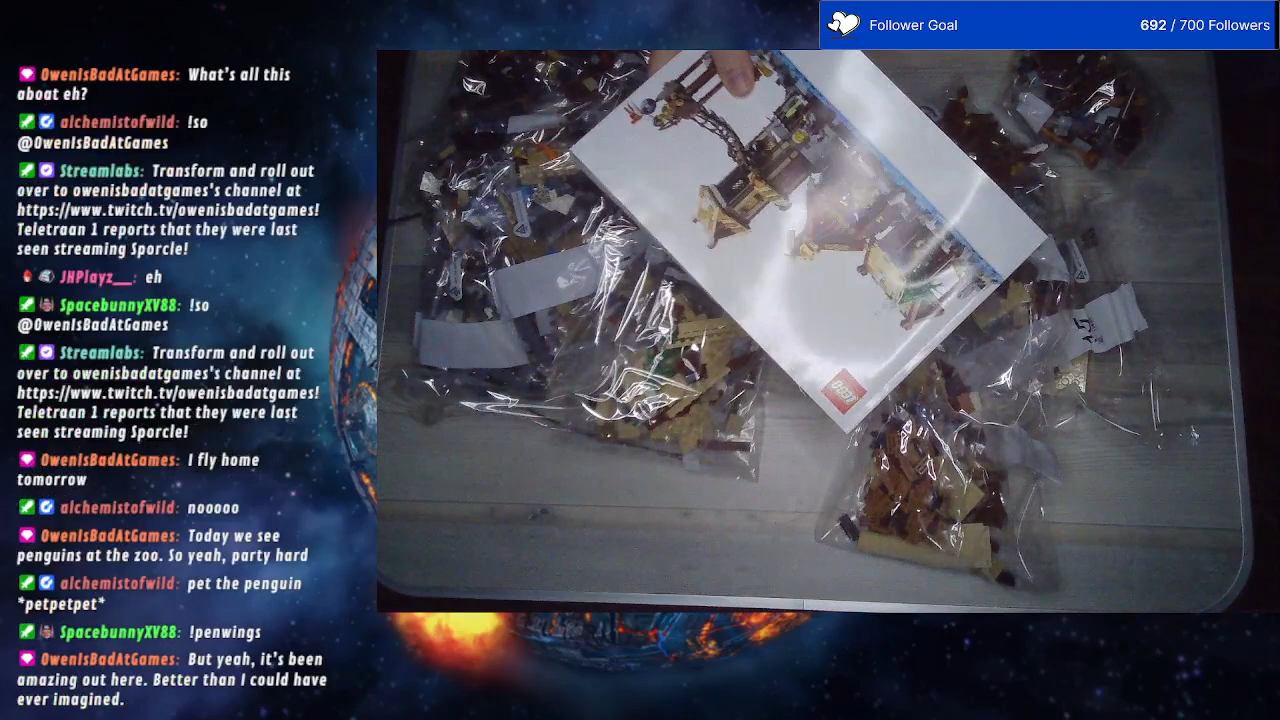 Follower Goal
692 / 700 Followers
OwenIsBadAtGames: What's all this
aboat eh?
alchemistofwild: !so
@OwenIsBadAtGames
Streamlabs: Transform and roll out
over to owenisbadatgames's channel at
https://www.twitch.tv/owenisbadatgames!
Teletraan 1 reports that they were last
seen streaming Sporcle!
JHPlayz__: eh
SpacebunnyXV88: !so
@OwenIsBadAtGames
Streamlabs: Transform and roll out
over to owenisbadatgames's channel at
https://www.twitch.tv/owenisbadatgames!
Teletraan 1 reports that they were last
seen streaming Sporcle!
OwenIsBadAtGames: I fly home
tomorrow
alchemistofwild: nooooo
OwenIsBadAtGames: Today we see
penguins at the zoo. So yeah, party hard
alchemistofwild: pet the penguin
*petpetpet*
SpacebunnyXV88: !penwings
OwenIsBadAtGames: But yeah, it's been
amazing out here. Better than I could have
ever imagined.
LEGO